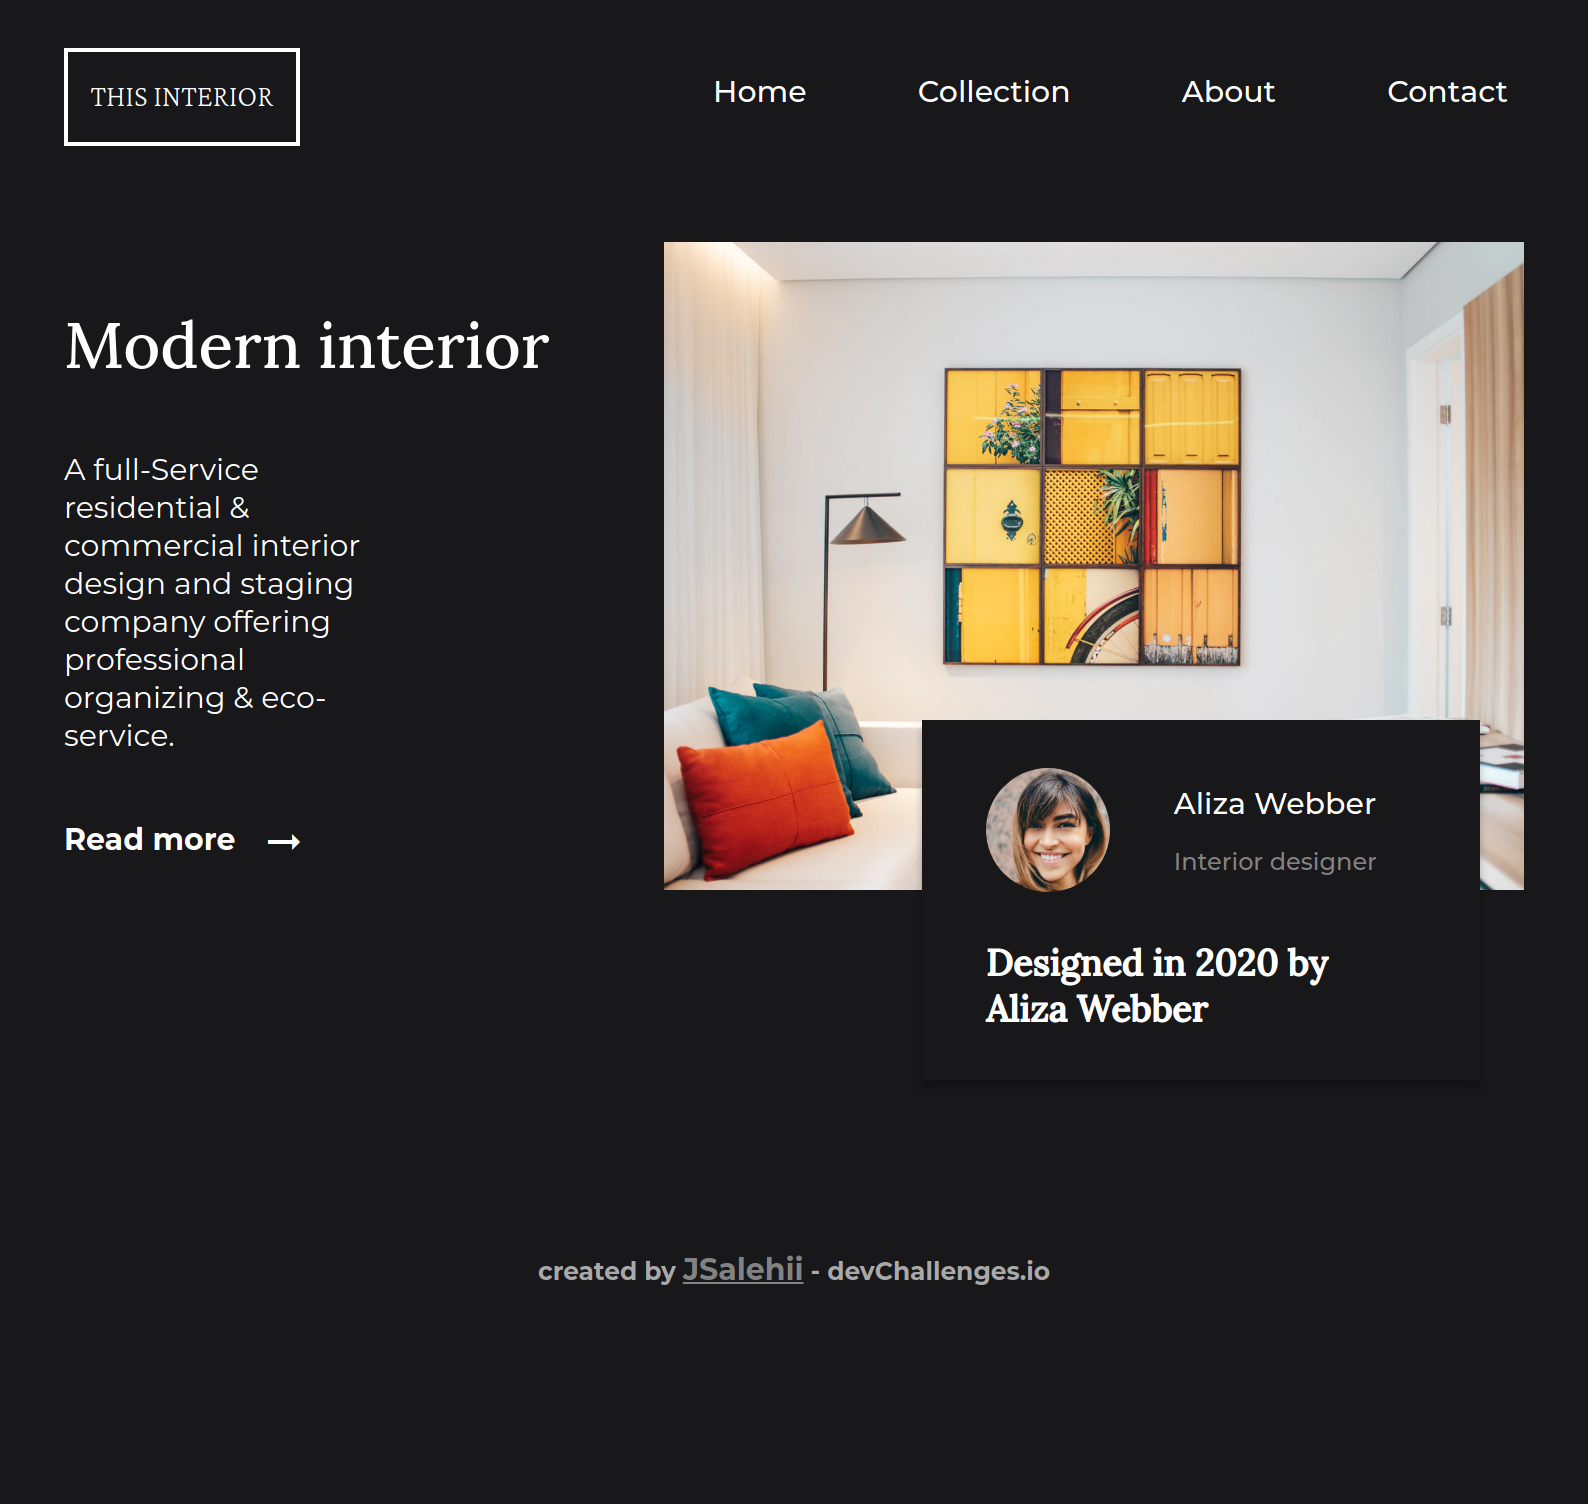 THIS INTERIOR
Home
Collection
About
Contact
Modern interior
A full-Service
residential &
commercial interior
design and staging
company offering
professional
organizing & eco-
service.
Read more
Aliza Webber
Interior designer
Designed in 2020 by
Aliza Webber
created by JSalehii - devChallenges.io